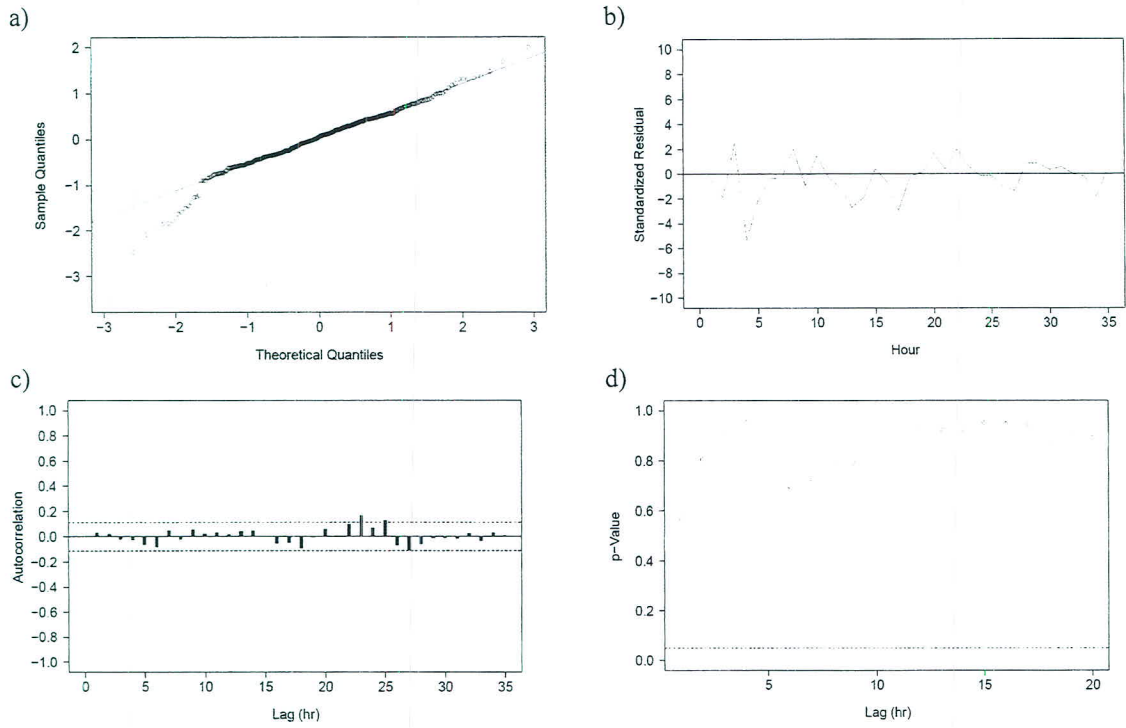 a)
2
1
0
−1
−2
−3
Sample Quantiles
−3 −2 −1 0 1 2 3
Theoretical Quantiles
b)
10
8
6
4
2
0
−2
−4
−6
−8
−10
Standardized Residual
0 5 10 15 20 25 30 35
Hour
c)
1.0
0.8
0.6
0.4
0.2
0.0
−0.2
−0.4
−0.6
−0.8
−1.0
Autocorrelation
0 5 10 15 20 25 30 35
Lag (hr)
d)
1.0
0.8
0.6
0.4
0.2
0.0
p−Value
5 10 15 20
Lag (hr)